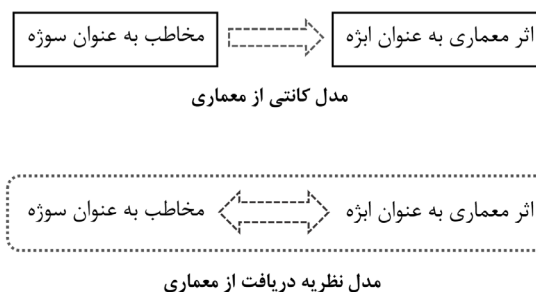 اثر معماری به عنوان ابژه
مخاطب به عنوان سوژه
مدل کانتی از معماری
اثر معماری به عنوان ابژه
مخاطب به عنوان سوژه
مدل نظریه دریافت از معماری